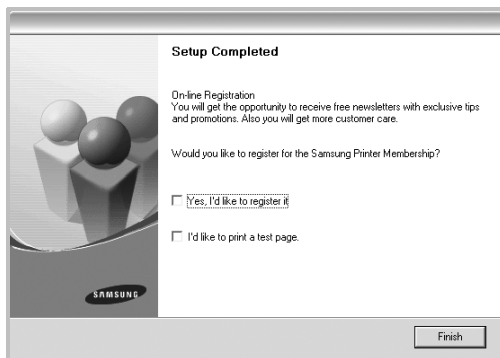 Setup Completed
On-line Registration
You will get the opportunity to receive free newsletters with exclusive tips
and promotions. Also you will get more customer care.
Would you like to register for the Samsung Printer Membership?
Yes, I'd like to register it
I'd like to print a test page.
SAMSUNG
Finish